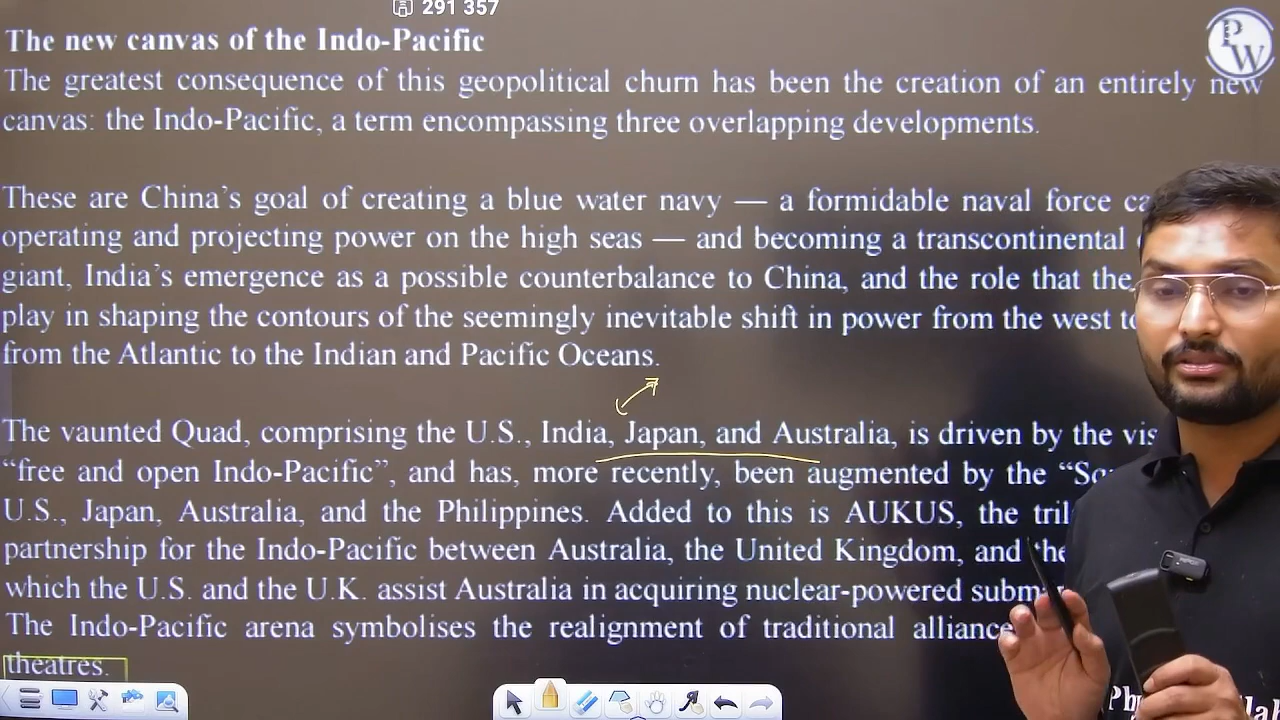 291 357
The new canvas of the Indo-Pacific
PW
The greatest consequence of this geopolitical churn has been the creation of an entirely new
canvas: the Indo-Pacific, a term encompassing three overlapping developments.
These are China's goal of creating a blue water navy — a formidable naval force
operating and projecting power on the high seas — and becoming a transcontinental
giant, India's emergence as a possible counterbalance to China, and the role that the
play in shaping the contours of the seemingly inevitable shift in power from the west
from the Atlantic to the Indian and Pacific Oceans.
The vaunted Quad, comprising the U.S., India, Japan, and Australia, is driven by the
“free and open Indo-Pacific”, and has, more recently, been augmented by the
U.S., Japan, Australia, and the Philippines. Added to this is AUKUS, the
partnership for the Indo-Pacific between Australia, the United Kingdom, and
which the U.S. and the U.K. assist Australia in acquiring nuclear-powered
The Indo-Pacific arena symbolises the realignment of traditional
theatres.